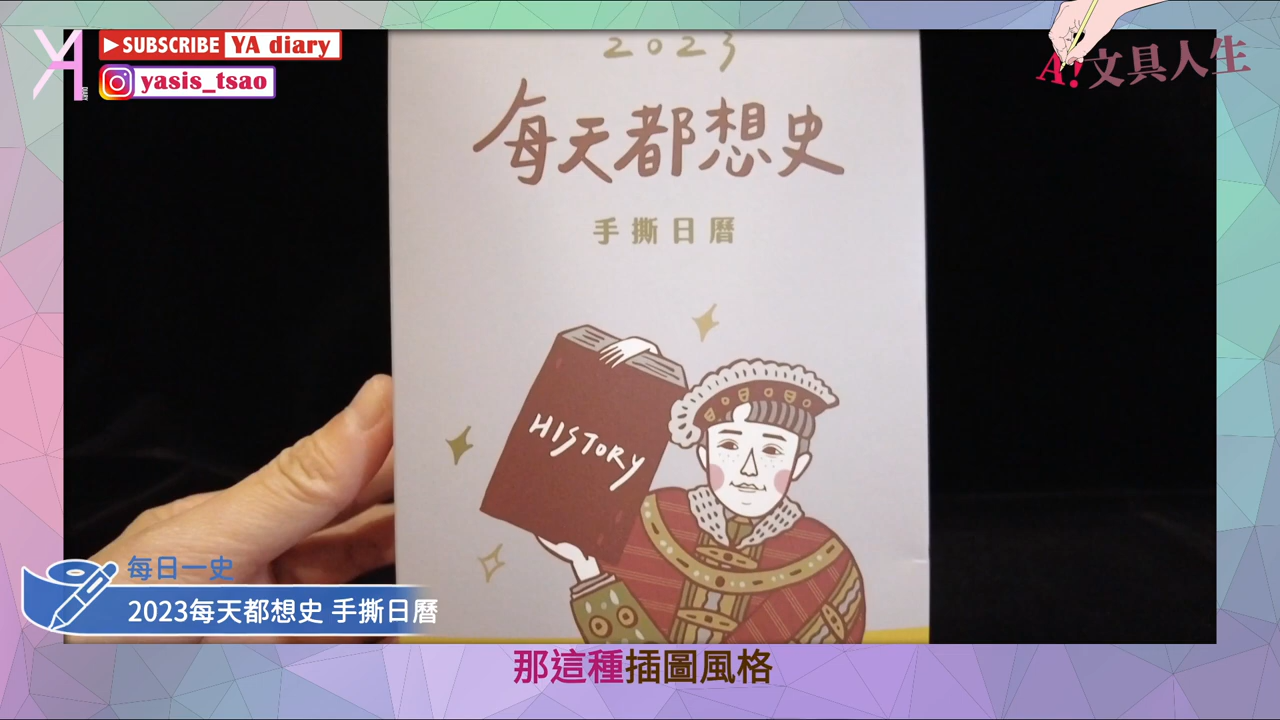 YA
DIARY
SUBSCRIBE YA diary
yasis_tsao
A!文具人生
2023
每天都想史
手撕日曆
HISTORY
每日一史
2023每天都想史 手撕日曆
那這種插圖風格